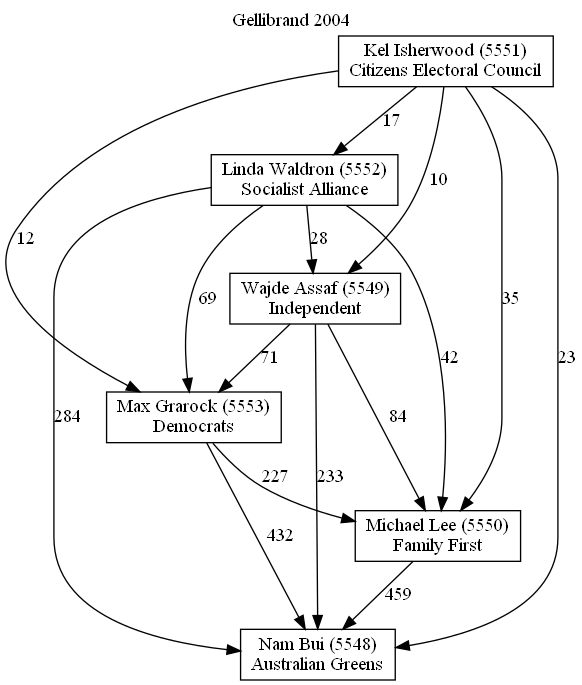 Gellibrand 2004
Kel Isherwood (5551)
Citizens Electoral Council
17
Linda Waldron (5552)
Socialist Alliance
10
12
28
Wajde Assaf (5549)
Independent
69
35
71
42
23
Max Grarock (5553)
Democrats
284
84
227
233
Michael Lee (5550)
Family First
432
459
Nam Bui (5548)
Australian Greens